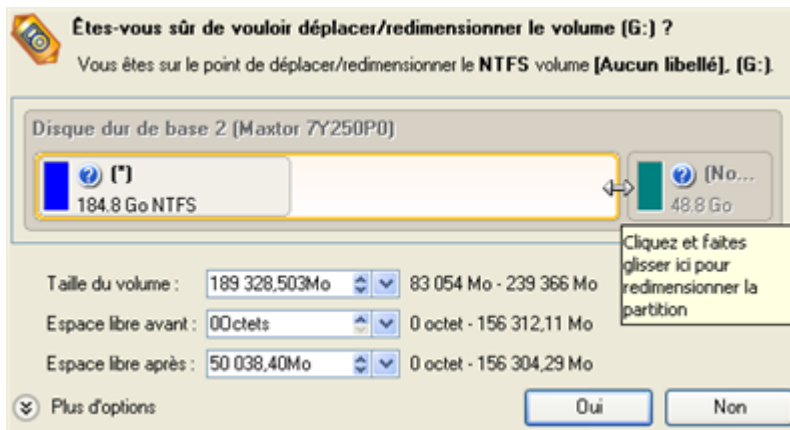 Êtes-vous sûr de vouloir déplacer/redimensionner le volume (G:) ?
Vous êtes sur le point de déplacer/redimensionner le NTFS volume [Aucun libellé], (G:).
Disque dur de base 2 (Maxtor 7Y250P0)
(*)
184.8 Go NTFS
(No...
48.8 Go
Cliquez et faites
glisser ici pour
redimensionner la
partition
Taille du volume : 189 328,503Mo 83 054 Mo - 239 366 Mo
Espace libre avant : 0Octets 0 octet - 156 312,11 Mo
Espace libre après : 50 038,40Mo 0 octet - 156 304,29 Mo
Plus d'options
Oui
Non